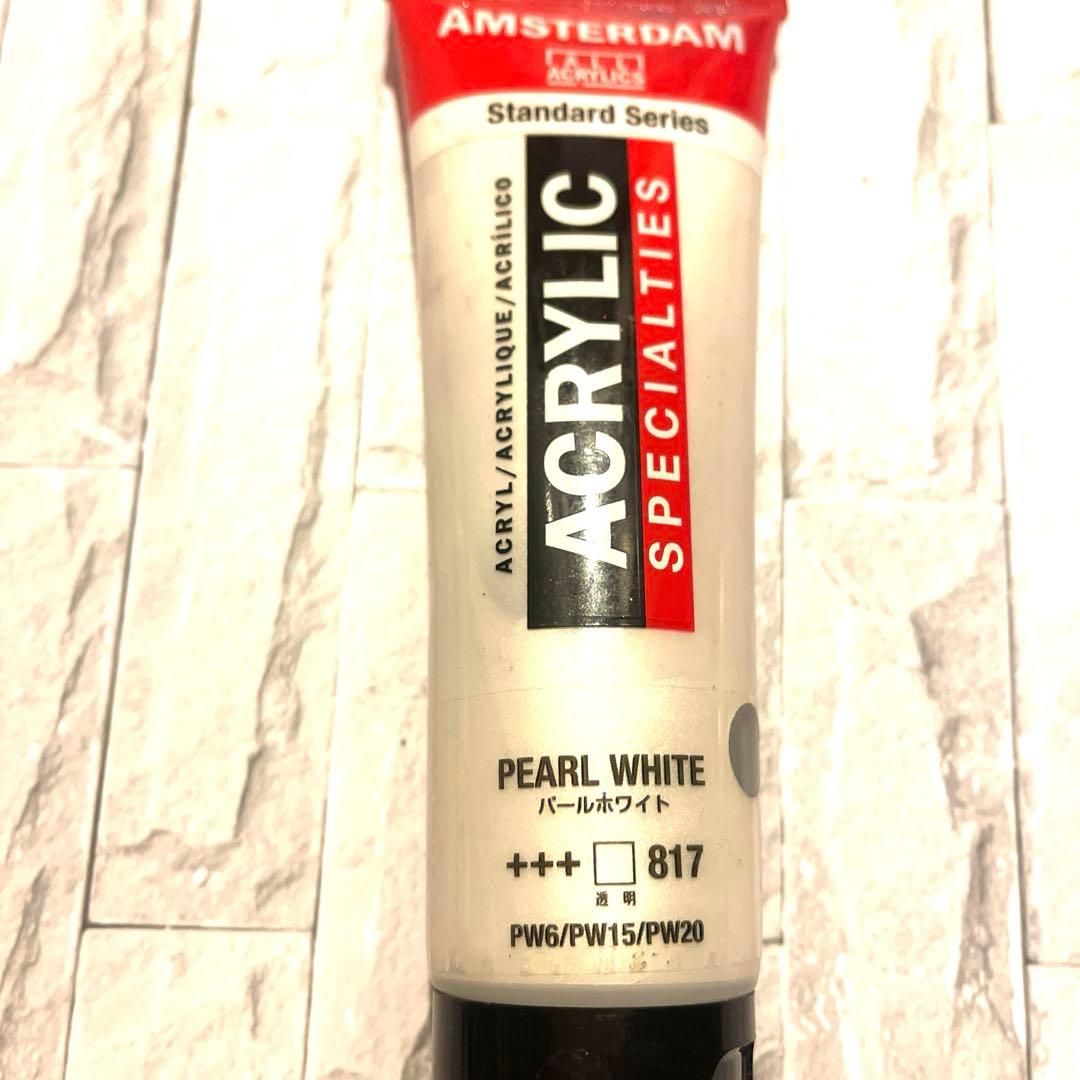 AMSTERDAM
ALL
ACRYLICS
Standard Series
ACRYL/ACRYLIQUE/ACRÍLICO
ACRYLIC
SPECIALTIES
PEARL WHITE
パールホワイト
+++ 817
透明
PW6/PW15/PW20